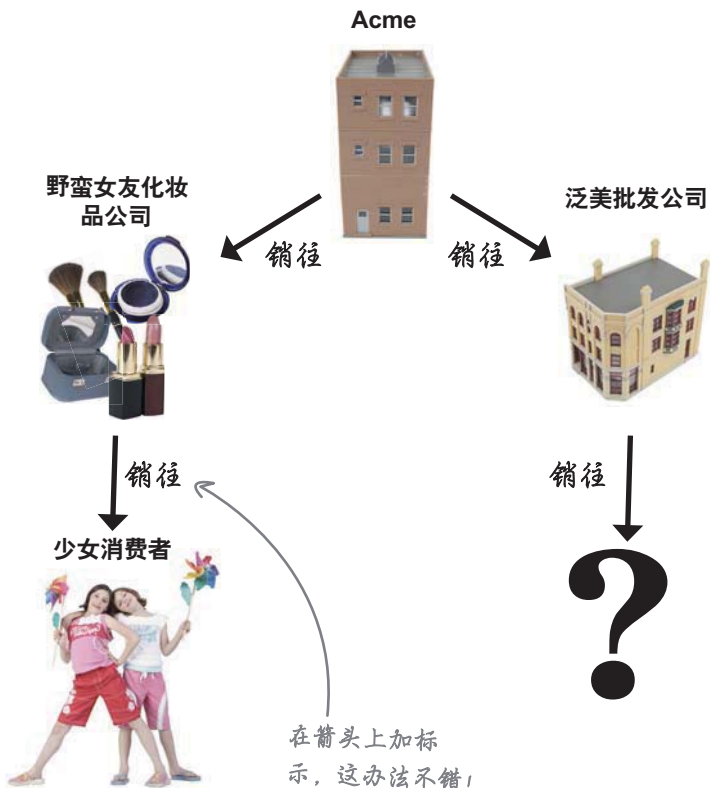 Acme
野蛮女友化妆
品公司
泛美批发公司
销往
销往
销往
销往
少女消费者
?
在箭头上加标
示，这办法不错！